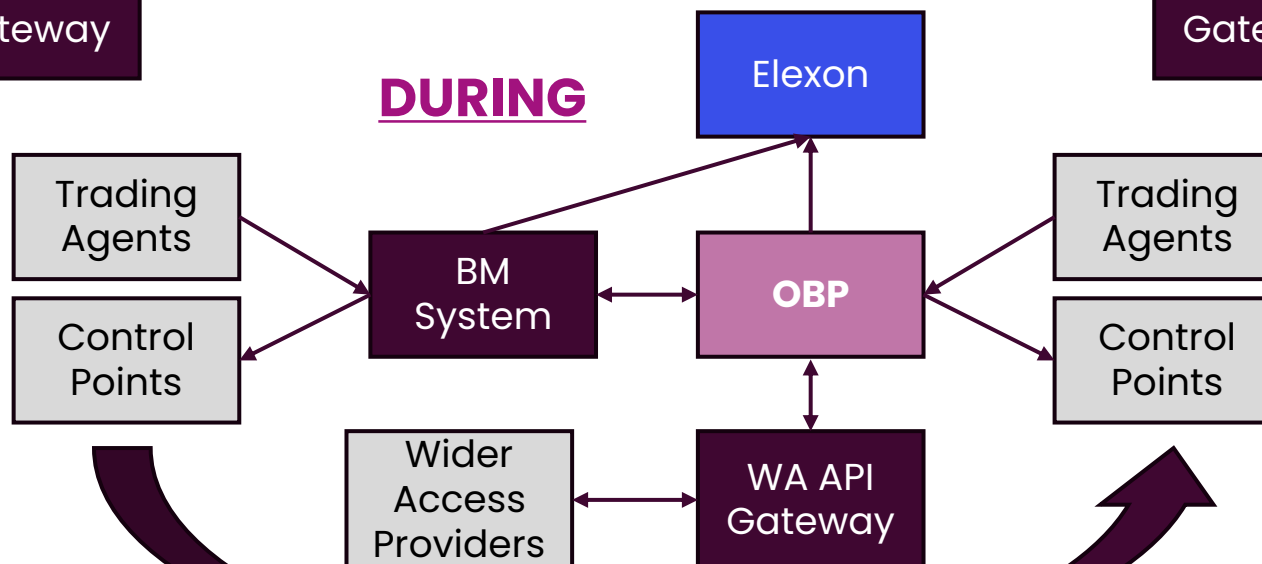 teway
Gate
Elexon
DURING
Trading
Agents
Trading
Agents
BM
System
OBP
Control
Points
Control
Points
Wider
Access
Providers
WA API
Gateway